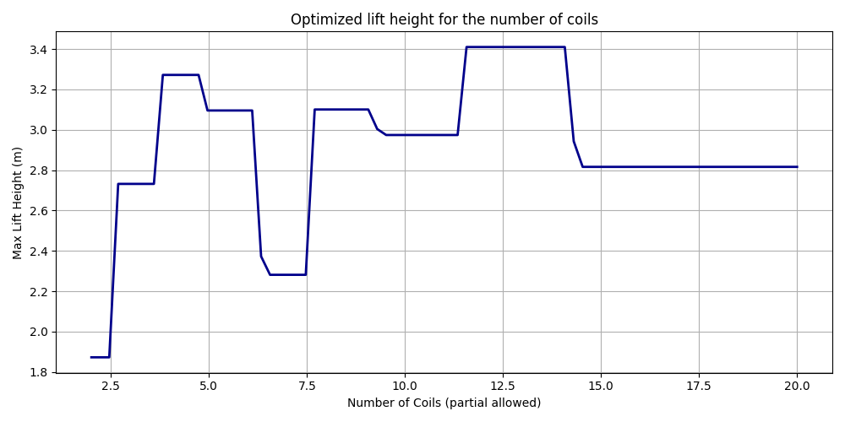 Optimized lift height for the number of coils
Max Lift Height (m)
3.4
3.2
3.0
2.8
2.6
2.4
2.2
2.0
1.8
2.5 5.0 7.5 10.0 12.5 15.0 17.5 20.0
Number of Coils (partial allowed)